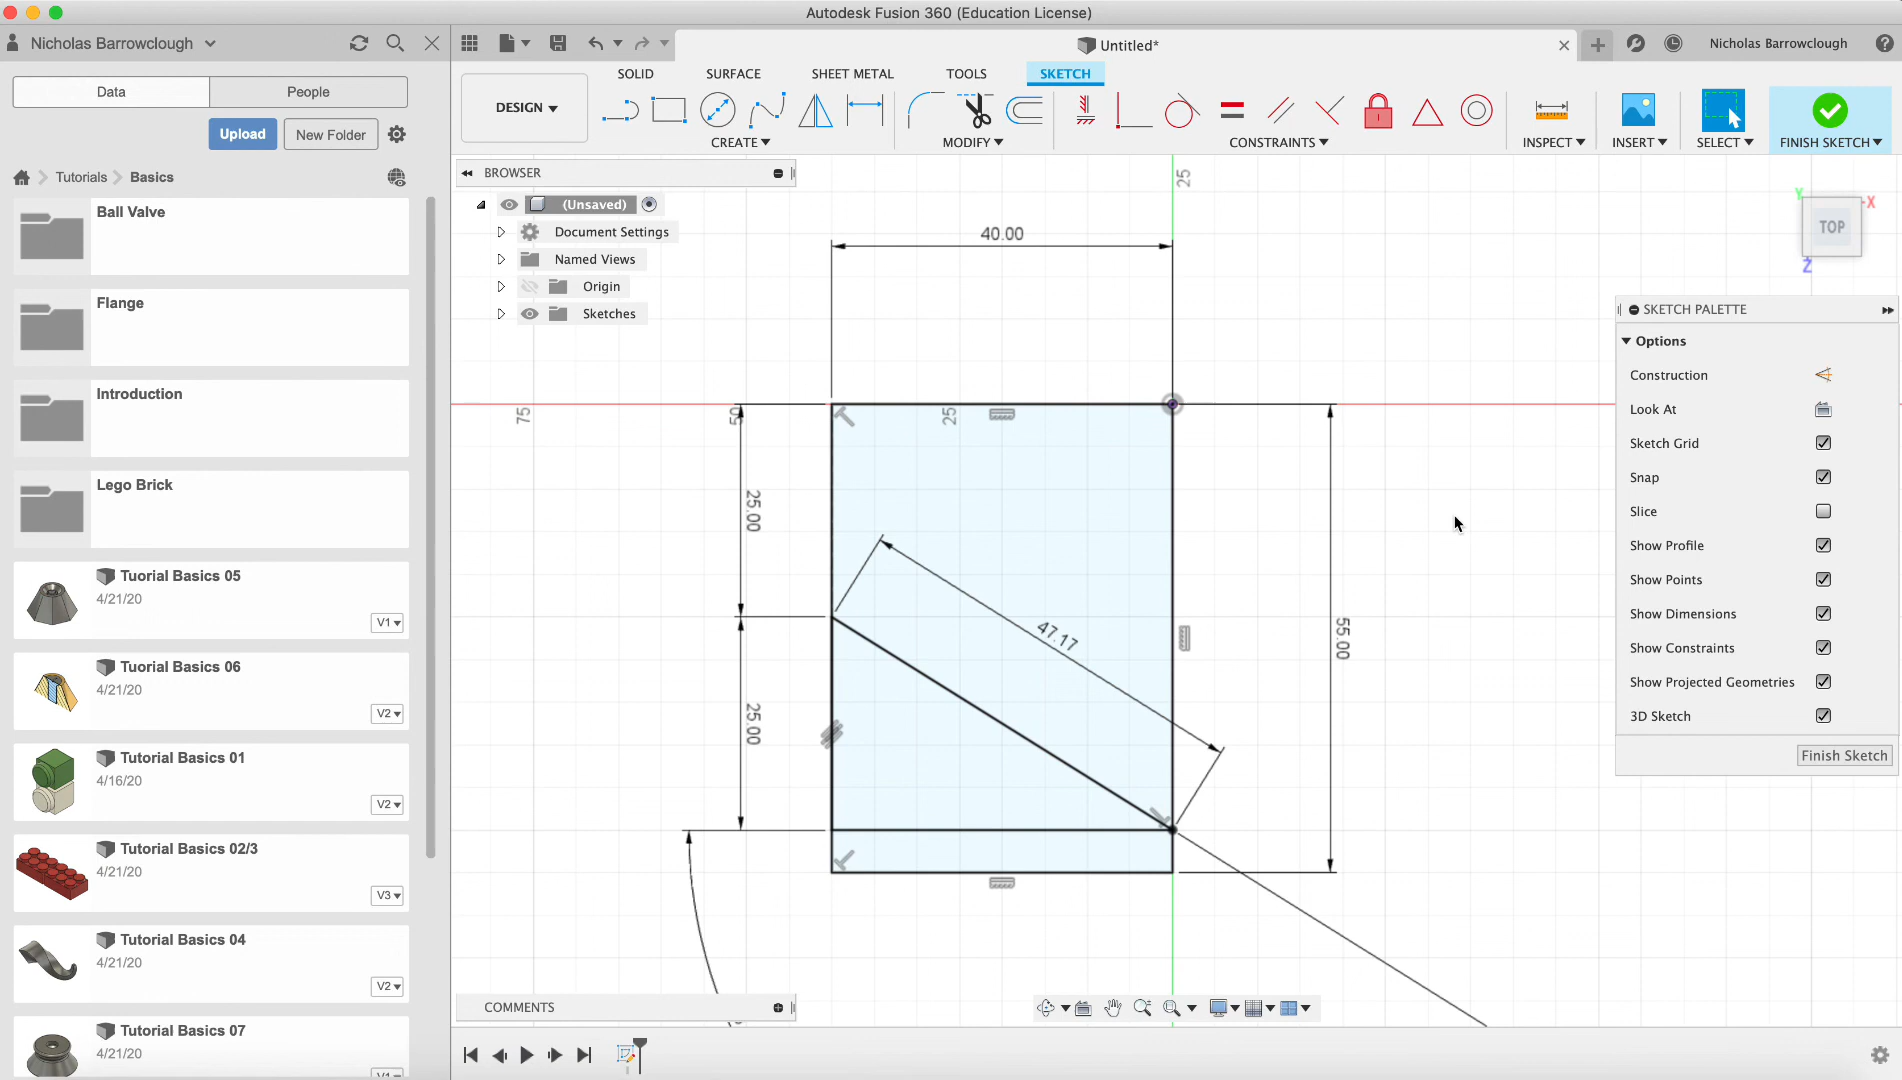 Autodesk Fusion 360 (Education License)
Nicholas Barrowclough
Untitled*
Nicholas Barrowclough
Data
People
Upload
New Folder
Tutorials
Basics
Ball Valve
Flange
Introduction
Lego Brick
Tuorial Basics 05
4/21/20
V1
Tuorial Basics 06
4/21/20
V2
Tutorial Basics 01
4/16/20
V2
Tutorial Basics 02/3
4/21/20
V3
Tutorial Basics 04
4/21/20
V2
Tutorial Basics 07
4/21/20
V1
SOLID
SURFACE
SHEET METAL
TOOLS
SKETCH
DESIGN
CREATE
MODIFY
CONSTRAINTS
INSPECT
INSERT
SELECT
FINISH SKETCH
BROWSER
(Unsaved)
Document Settings
Named Views
Origin
Sketches
25
40.00
75
50
25
25.00
47.17
55.00
25.00
Y
X
TOP
Z
SKETCH PALETTE
Options
Construction
Look At
Sketch Grid
Snap
Slice
Show Profile
Show Points
Show Dimensions
Show Constraints
Show Projected Geometries
3D Sketch
Finish Sketch
COMMENTS